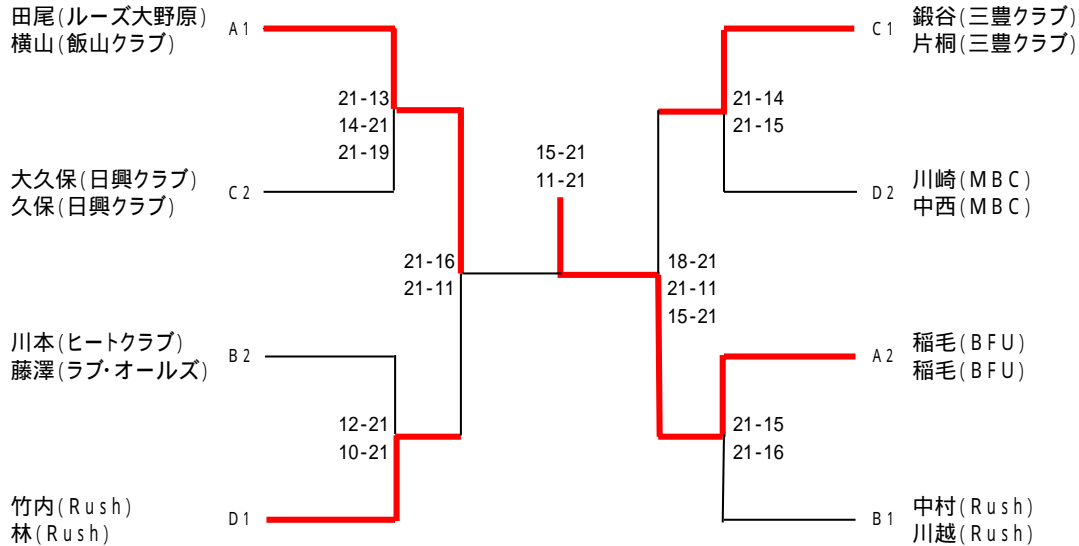 田尾(ルーズ大野原)
横山(飯山クラブ)
A1
21-13
14-21
21-19
大久保(日興クラブ)
久保(日興クラブ)
C2
21-16
21-11
川本(ヒートクラブ)
藤澤(ラブ・オールズ)
B2
12-21
10-21
竹内(Rush)
林(Rush)
D1
15-21
11-21
C1
鍛谷(三豊クラブ)
片桐(三豊クラブ)
21-14
21-15
D2
川崎(MBC)
中西(MBC)
18-21
21-11
15-21
A2
稲毛(BFU)
稲毛(BFU)
21-15
21-16
B1
中村(Rush)
川越(Rush)